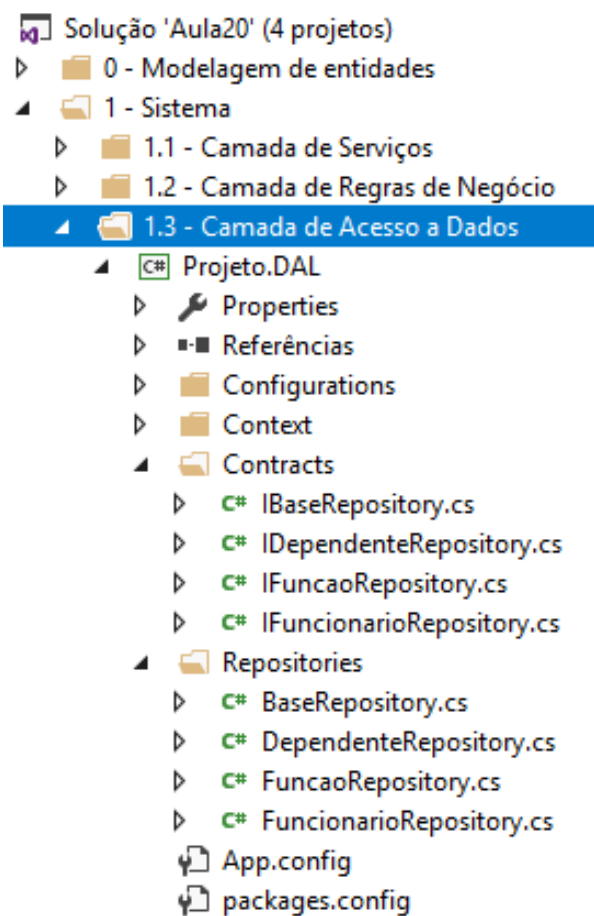 Solução 'Aula20' (4 projetos)
0 - Modelagem de entidades
1 - Sistema
1.1 - Camada de Serviços
1.2 - Camada de Regras de Negócio
1.3 - Camada de Acesso a Dados
C# Projeto.DAL
Properties
Referências
Configurations
Context
Contracts
C# IBaseRepository.cs
C# IDependenteRepository.cs
C# IFuncaoRepository.cs
C# IFuncionarioRepository.cs
Repositories
C# BaseRepository.cs
C# DependenteRepository.cs
C# FuncaoRepository.cs
C# FuncionarioRepository.cs
App.config
packages.config